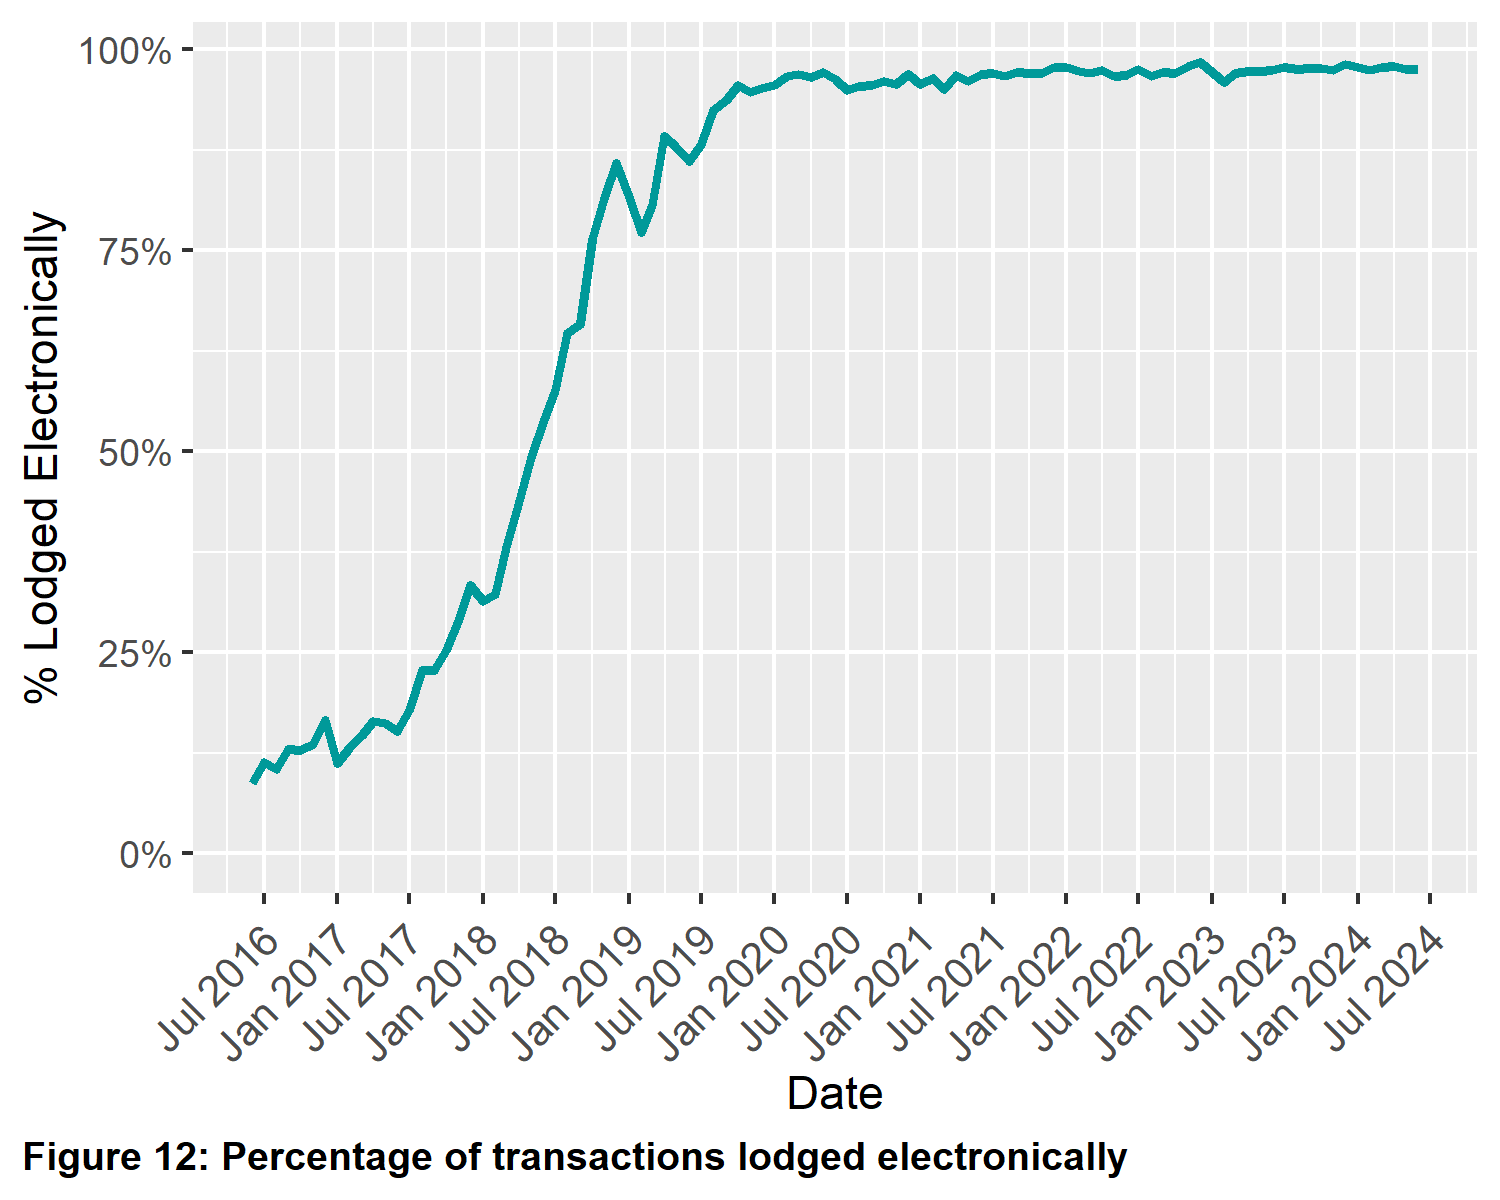 100%
75%
50%
25%
0%
% Lodged Electronically
Jul 2016
Jan 2017
Jul 2017
Jan 2018
Jul 2018
Jan 2019
Jul 2019
Jan 2020
Jul 2020
Jan 2021
Jul 2021
Jan 2022
Jul 2022
Jan 2023
Jul 2023
Jan 2024
Jul 2024
Date
Figure 12: Percentage of transactions lodged electronically